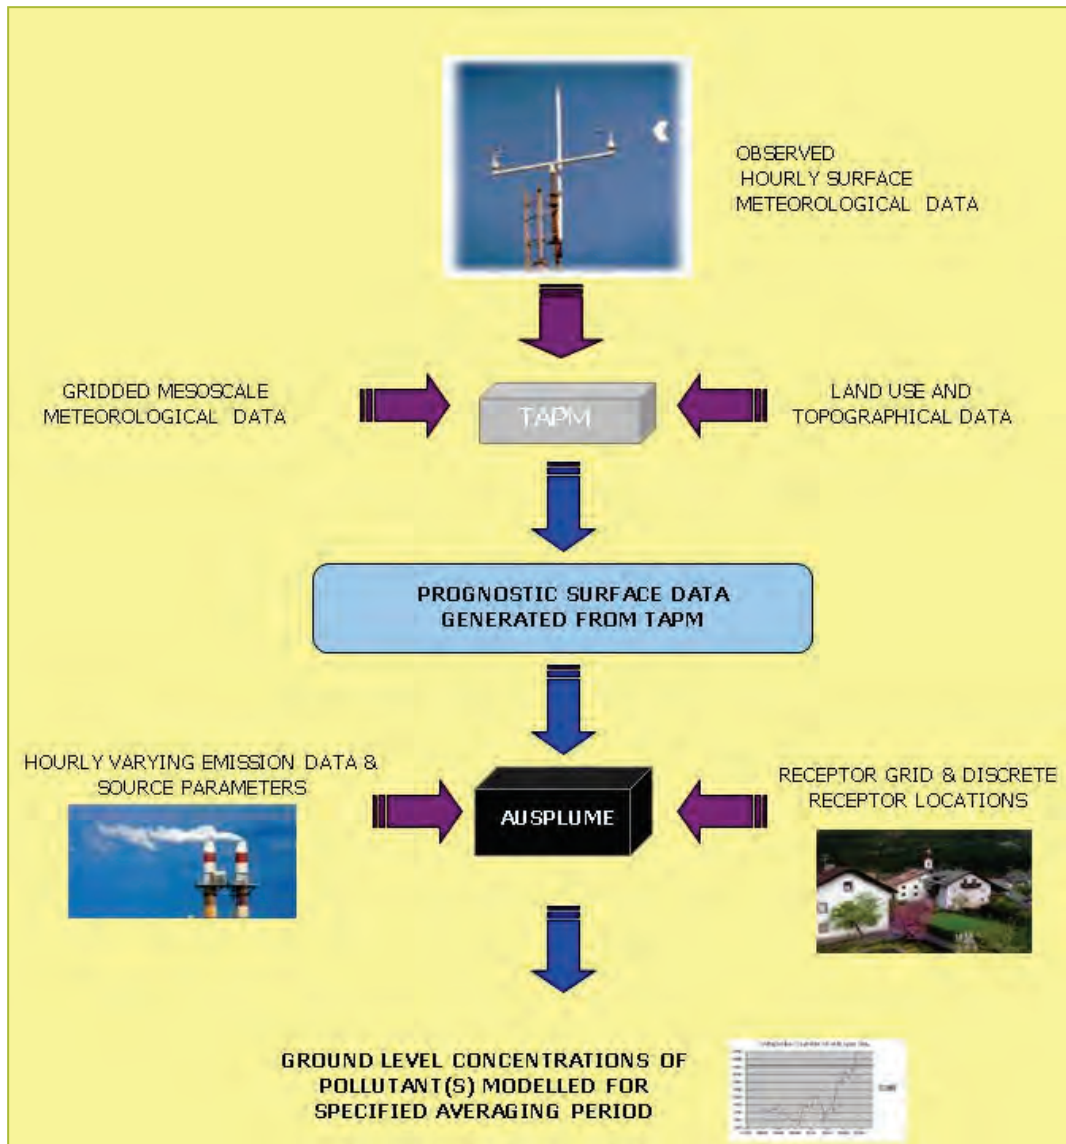 OBSERVED
HOURLY SURFACE
METEOROLOGICAL DATA
GRIDDED MESOSCALE
METEOROLOGICAL DATA
TAPM
LAND USE AND
TOPOGRAPHICAL DATA
PROGNOSTIC SURFACE DATA
GENERATED FROM TAPM
HOURLY VARYING EMISSION DATA &
SOURCE PARAMETERS
AUSPLUME
RECEPTOR GRID & DISCRETE
RECEPTOR LOCATIONS
GROUND LEVEL CONCENTRATIONS OF
POLLUTANT(S) MODELLED FOR
SPECIFIED AVERAGING PERIOD